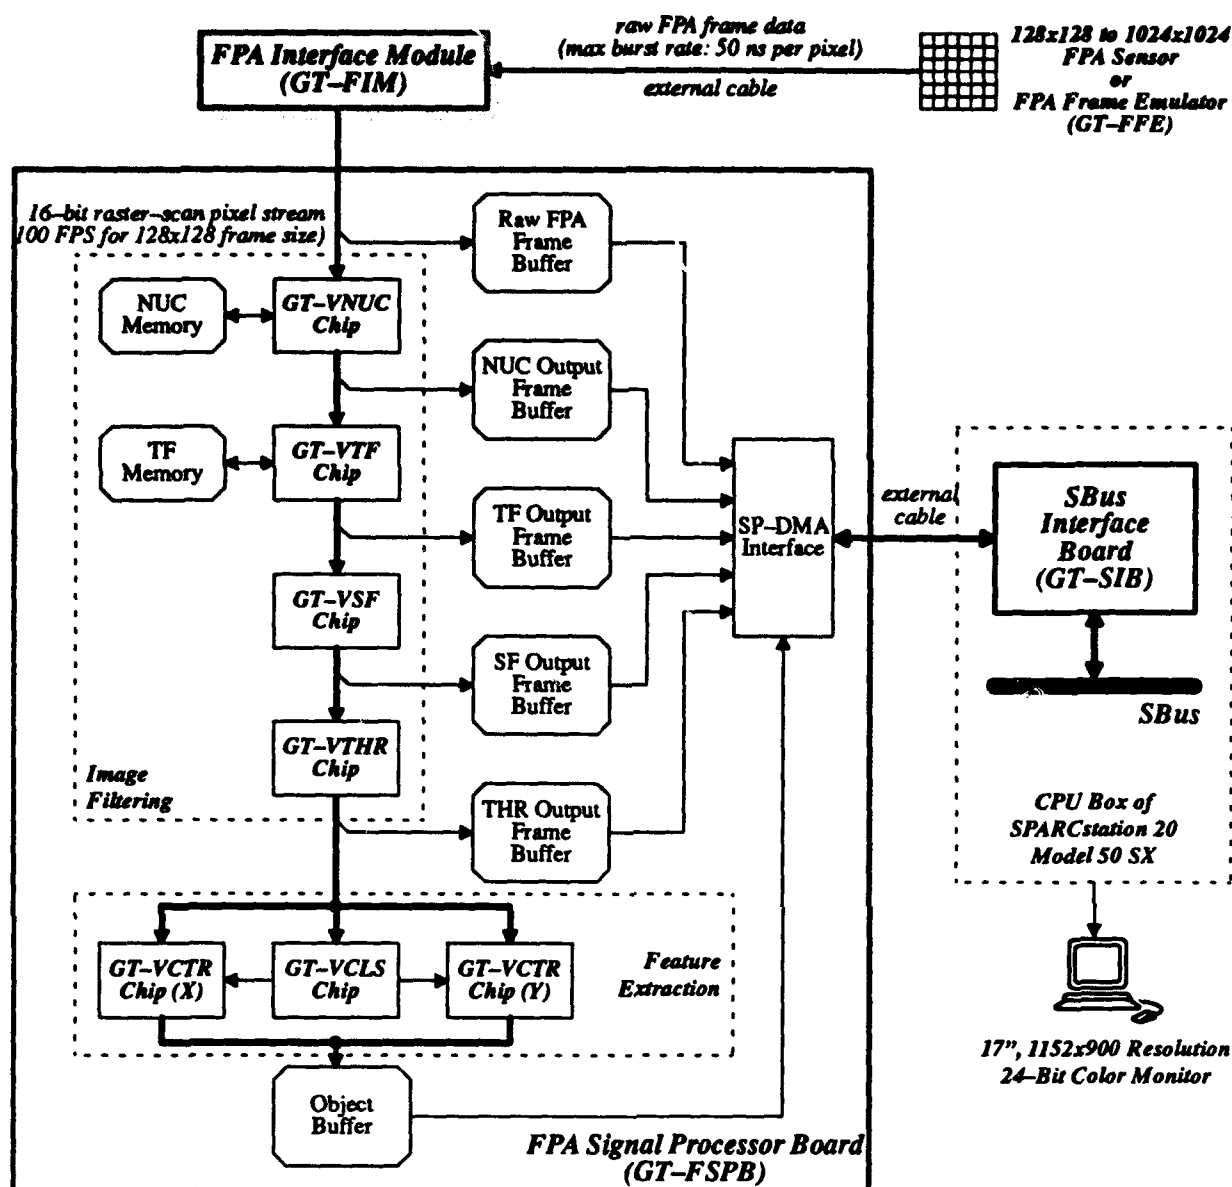 raw FPA frame data
(max burst rate: 50 ns per pixel)
external cable
FPA Interface Module
(GT–FIM)
128x128 to 1024x1024
FPA Sensor
or
FPA Frame Emulator
(GT–FFE)
16–bit raster–scan pixel stream
100 FPS for 128x128 frame size)
Raw FPA
Frame
Buffer
NUC
Memory
GT–VNUC
Chip
NUC Output
Frame
Buffer
TF
Memory
GT–VTF
Chip
TF Output
Frame
Buffer
SP–DMA
Interface
external
cable
SBus
Interface
Board
(GT–SIB)
SBus
GT–VSF
Chip
SF Output
Frame
Buffer
GT–VTHR
Chip
Image
Filtering
THR Output
Frame
Buffer
CPU Box of
SPARCstation 20
Model 50 SX
GT–VCTR
Chip (X)
GT–VCLS
Chip
GT–VCTR
Chip (Y)
Feature
Extraction
17”, 1152x900 Resolution
24–Bit Color Monitor
Object
Buffer
FPA Signal Processor Board
(GT–FSPB)